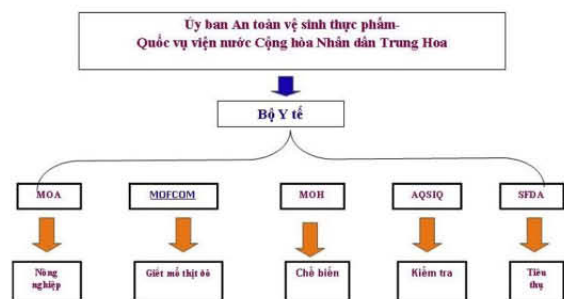 Ủy ban An toàn vệ sinh thực phẩm-
Quốc vụ viện nước Cộng hòa Nhân dân Trung Hoa
Bộ Y tế
MOA
MOFCOM
MOH
AQSIQ
SFDA
Nông
nghiệp
Giết mổ thịt đỏ
Chế biến
Kiểm tra
Tiêu
thụ